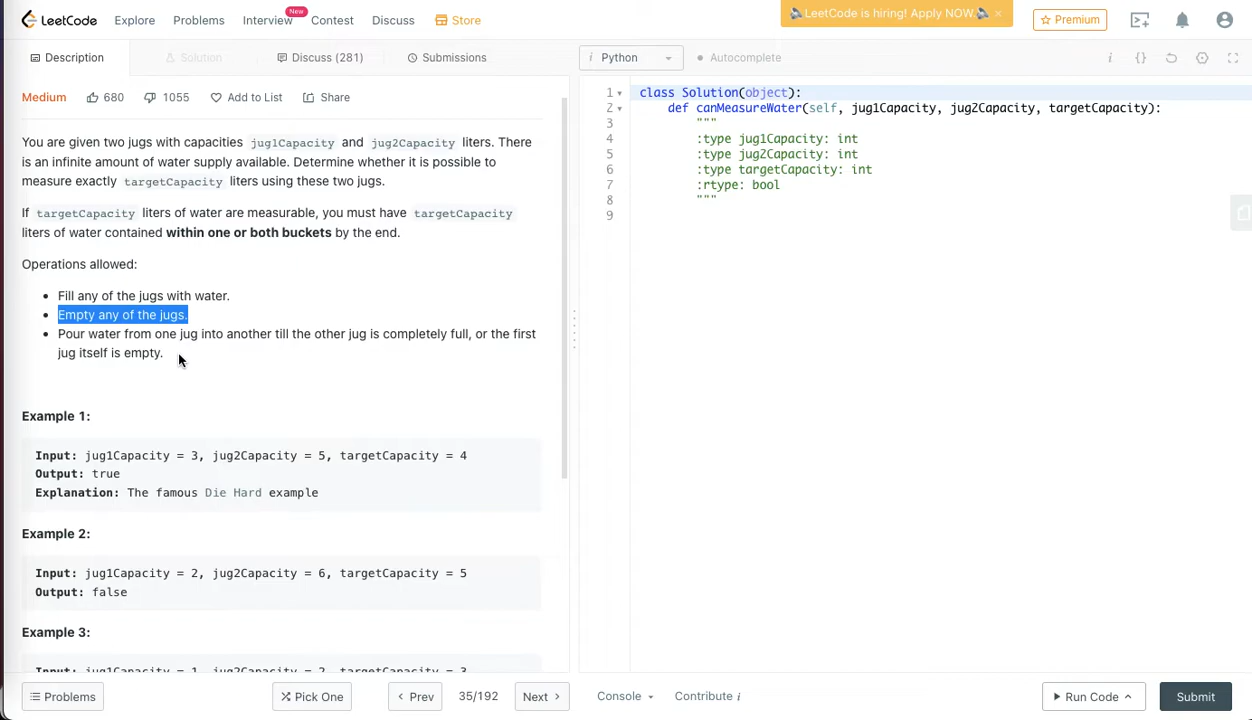 LeetCode Explore Problems Interview New Contest Discuss Store LeetCode is hiring! Apply NOW. × Premium
Description Solution Discuss (281) Submissions
i Python Autocomplete i {}
Medium 680 1055 Add to List Share
You are given two jugs with capacities jug1Capacity and jug2Capacity liters. There
is an infinite amount of water supply available. Determine whether it is possible to
measure exactly targetCapacity liters using these two jugs.
If targetCapacity liters of water are measurable, you must have targetCapacity
liters of water contained within one or both buckets by the end.
Operations allowed:
• Fill any of the jugs with water.
• Empty any of the jugs.
• Pour water from one jug into another till the other jug is completely full, or the first
jug itself is empty.
Example 1:
Input: jug1Capacity = 3, jug2Capacity = 5, targetCapacity = 4
Output: true
Explanation: The famous Die Hard example
Example 2:
Input: jug1Capacity = 2, jug2Capacity = 6, targetCapacity = 5
Output: false
Example 3:
Input: jug1Capacity = 1, jug2Capacity = 2, targetCapacity = 3
1 class Solution(object):
2 def canMeasureWater(self, jug1Capacity, jug2Capacity, targetCapacity):
3 """
4 :type jug1Capacity: int
5 :type jug2Capacity: int
6 :type targetCapacity: int
7 :rtype: bool
8 """
9
Problems Pick One Prev 35/192 Next Console Contribute i Run Code Submit